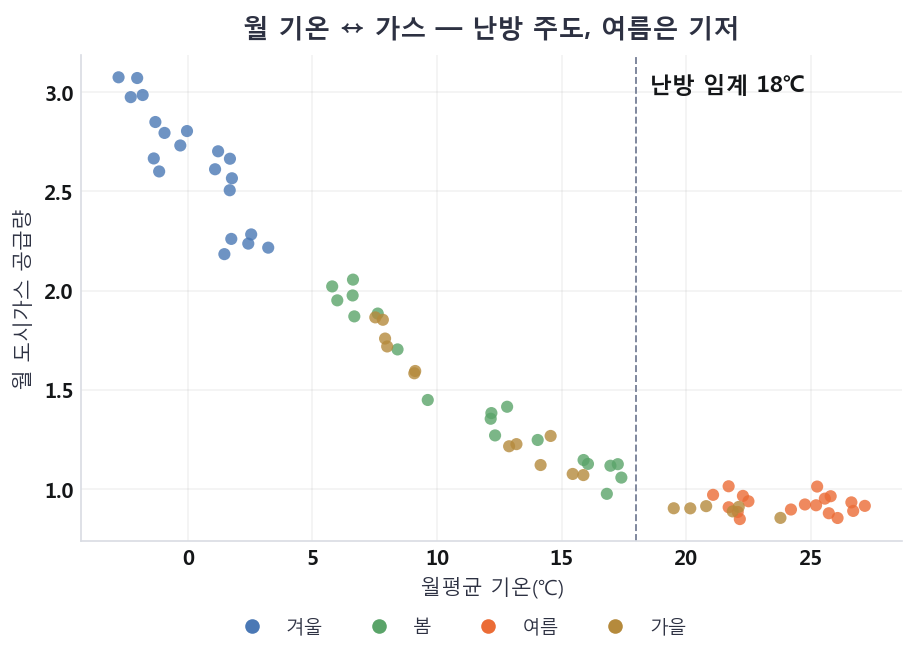 월 기온 ↔ 가스 — 난방 주도, 여름은 기저
난방 임계 18℃
월 도시가스 공급량
3.0
2.5
2.0
1.5
1.0
0 5 10 15 20 25
월평균 기온(℃)
겨울 봄 여름 가을